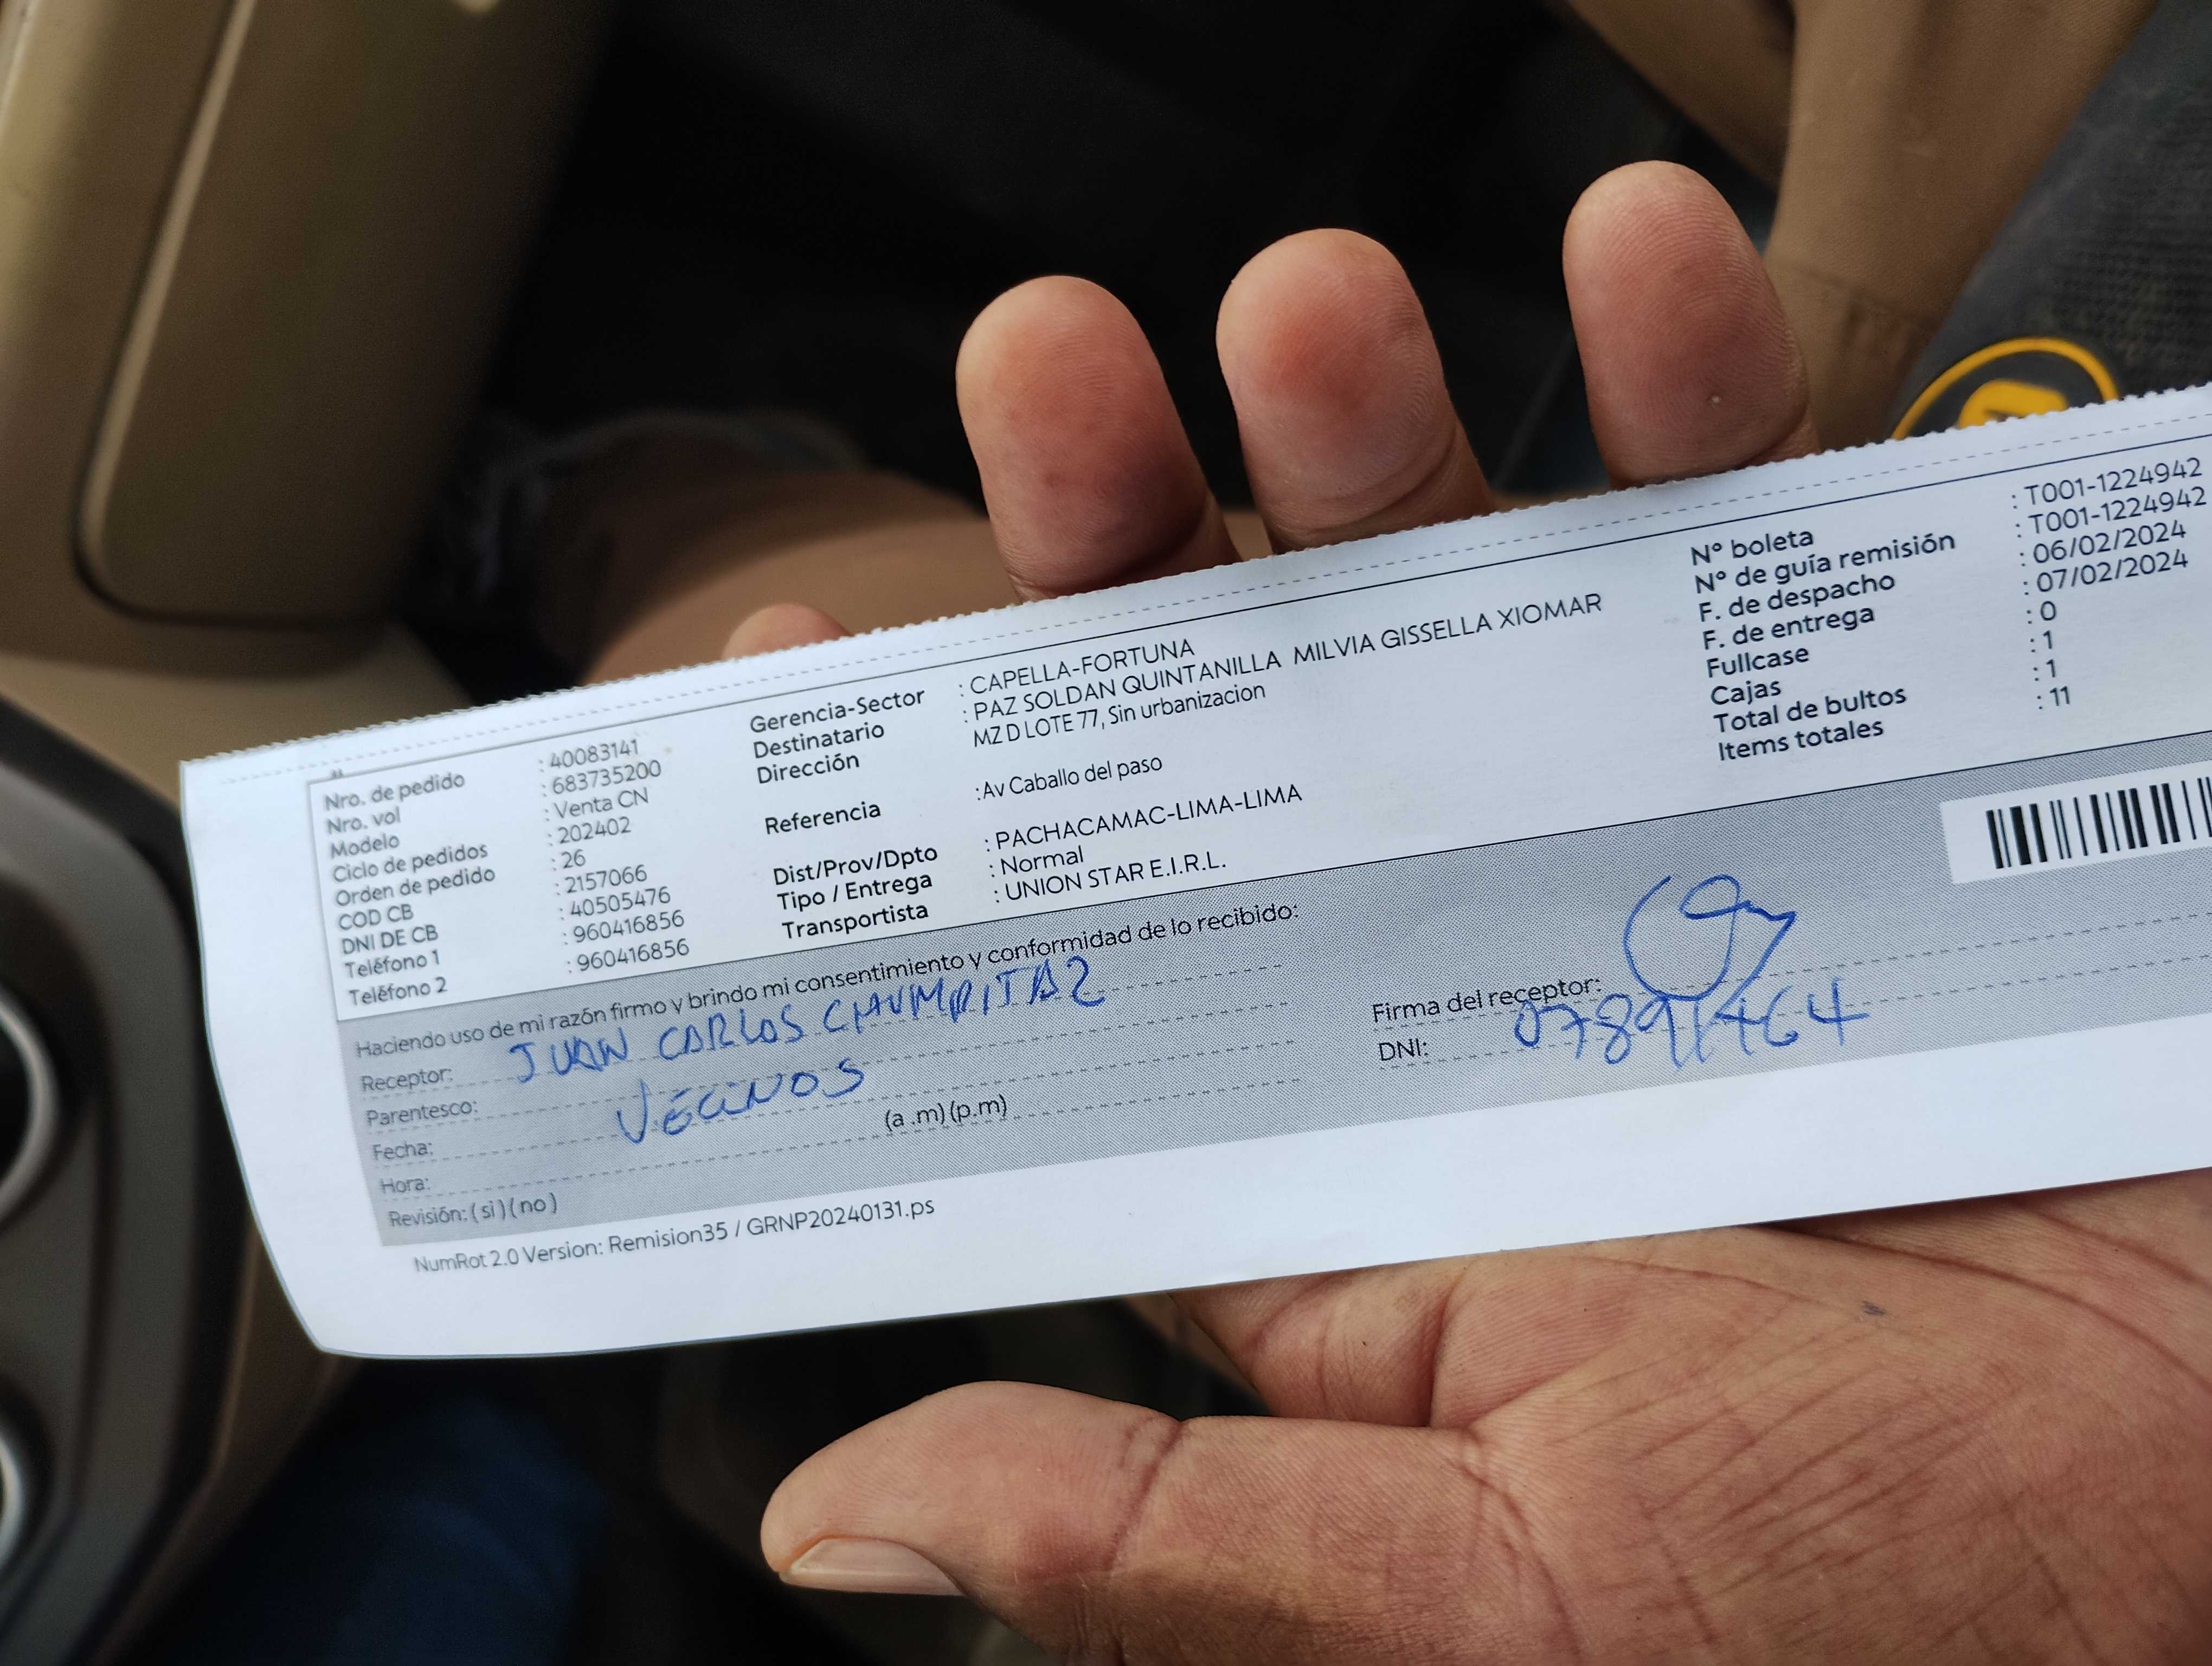 Nro. de pedido : 40083141
Nro. vol : 683735200
Modelo : Venta CN
Ciclo de pedidos : 202402
Orden de pedido : 26
COD CB : 2157066
DNI DE CB : 40505476
Teléfono 1 : 960416856
Teléfono 2 : 960416856
Gerencia-Sector : CAPELLA-FORTUNA
Destinatario : PAZ SOLDAN QUINTANILLA MILVIA GISSELLA XIOMAR
Dirección MZ D LOTE 77, Sin urbanizacion
Referencia :Av Caballo del paso
Dist/Prov/Dpto : PACHACAMAC-LIMA-LIMA
Tipo / Entrega : Normal
Transportista : UNION STAR E.I.R.L.
N° boleta : T001-1224942
N° de guía remisión : T001-1224942
F. de despacho : 06/02/2024
F. de entrega : 07/02/2024
Fullcase : 0
Cajas : 1
Total de bultos : 1
Items totales : 11
Haciendo uso de mi razón firmo y brindo mi consentimiento y conformidad de lo recibido:
Receptor: JUAN CARLOS CHUMPITAZ
Parentesco: VECINOS
Fecha:
Hora: (a .m) (p.m)
Revisión: ( si ) ( no )
Firma del receptor:
DNI: 07891464
NumRot 2.0 Version: Remision35 / GRNP20240131.ps